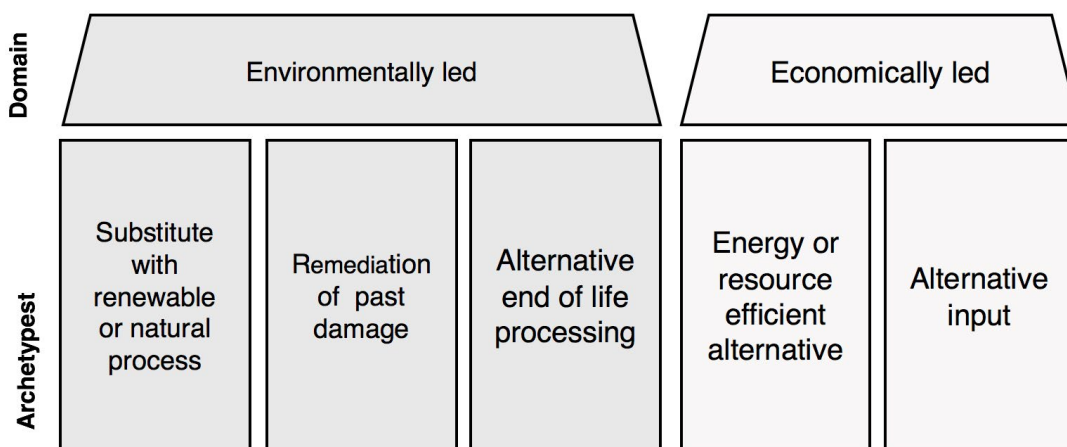 Domain
Environmentally led
Economically led
Archetypest
Substitute
with
renewable
or natural
process
Remediation
of past
damage
Alternative
end of life
processing
Energy or
resource
efficient
alternative
Alternative
input